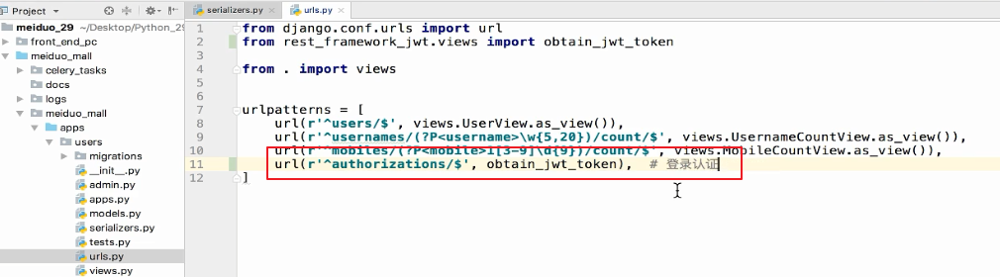 Project
serializers.py
urls.py
meiduo_29 ~/Desktop/Python_29
front_end_pc
meiduo_mall
celery_tasks
docs
logs
meiduo_mall
apps
users
migrations
__init__.py
admin.py
apps.py
models.py
serializers.py
tests.py
urls.py
views.py
1 from django.conf.urls import url
2 from rest_framework_jwt.views import obtain_jwt_token
3
4 from . import views
5
6
7 urlpatterns = [
8 url(r'^users/$', views.UserView.as_view()),
9 url(r'^usernames/(?P<username>\w{5,20})/count/$', views.UsernameCountView.as_view()),
10 url(r'^mobiles/(?P<mobile>1[3-9]\d{9})/count/$', views.MobileCountView.as_view()),
11 url(r'^authorizations/$', obtain_jwt_token), # 登录认证
12 ]